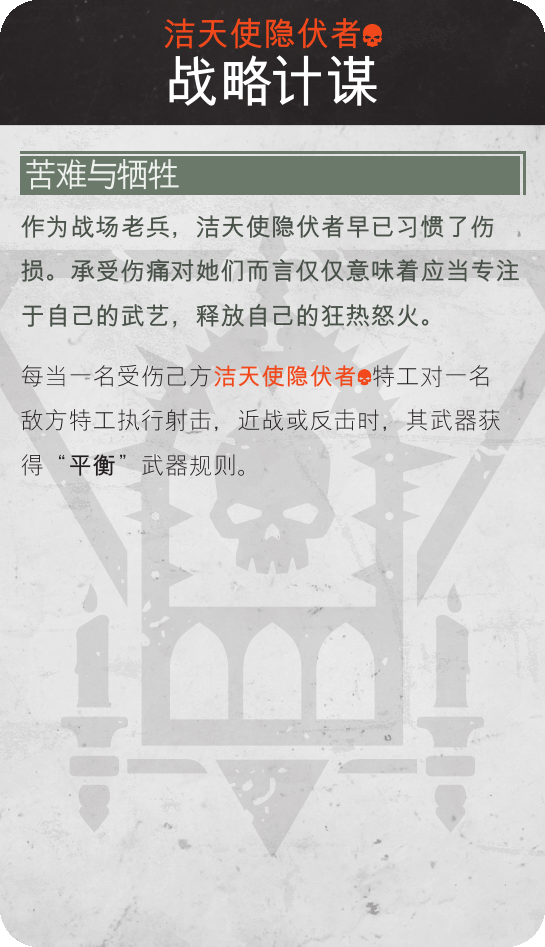 洁天使隐伏者
战略计谋
苦难与牺牲
作为战场老兵，洁天使隐伏者早已习惯了伤
损。承受伤痛对她们而言仅仅意味着应当专注
于自己的武艺，释放自己的狂热怒火。
每当一名受伤己方洁天使隐伏者特工对一名
敌方特工执行射击，近战或反击时，其武器获
得“平衡”武器规则。